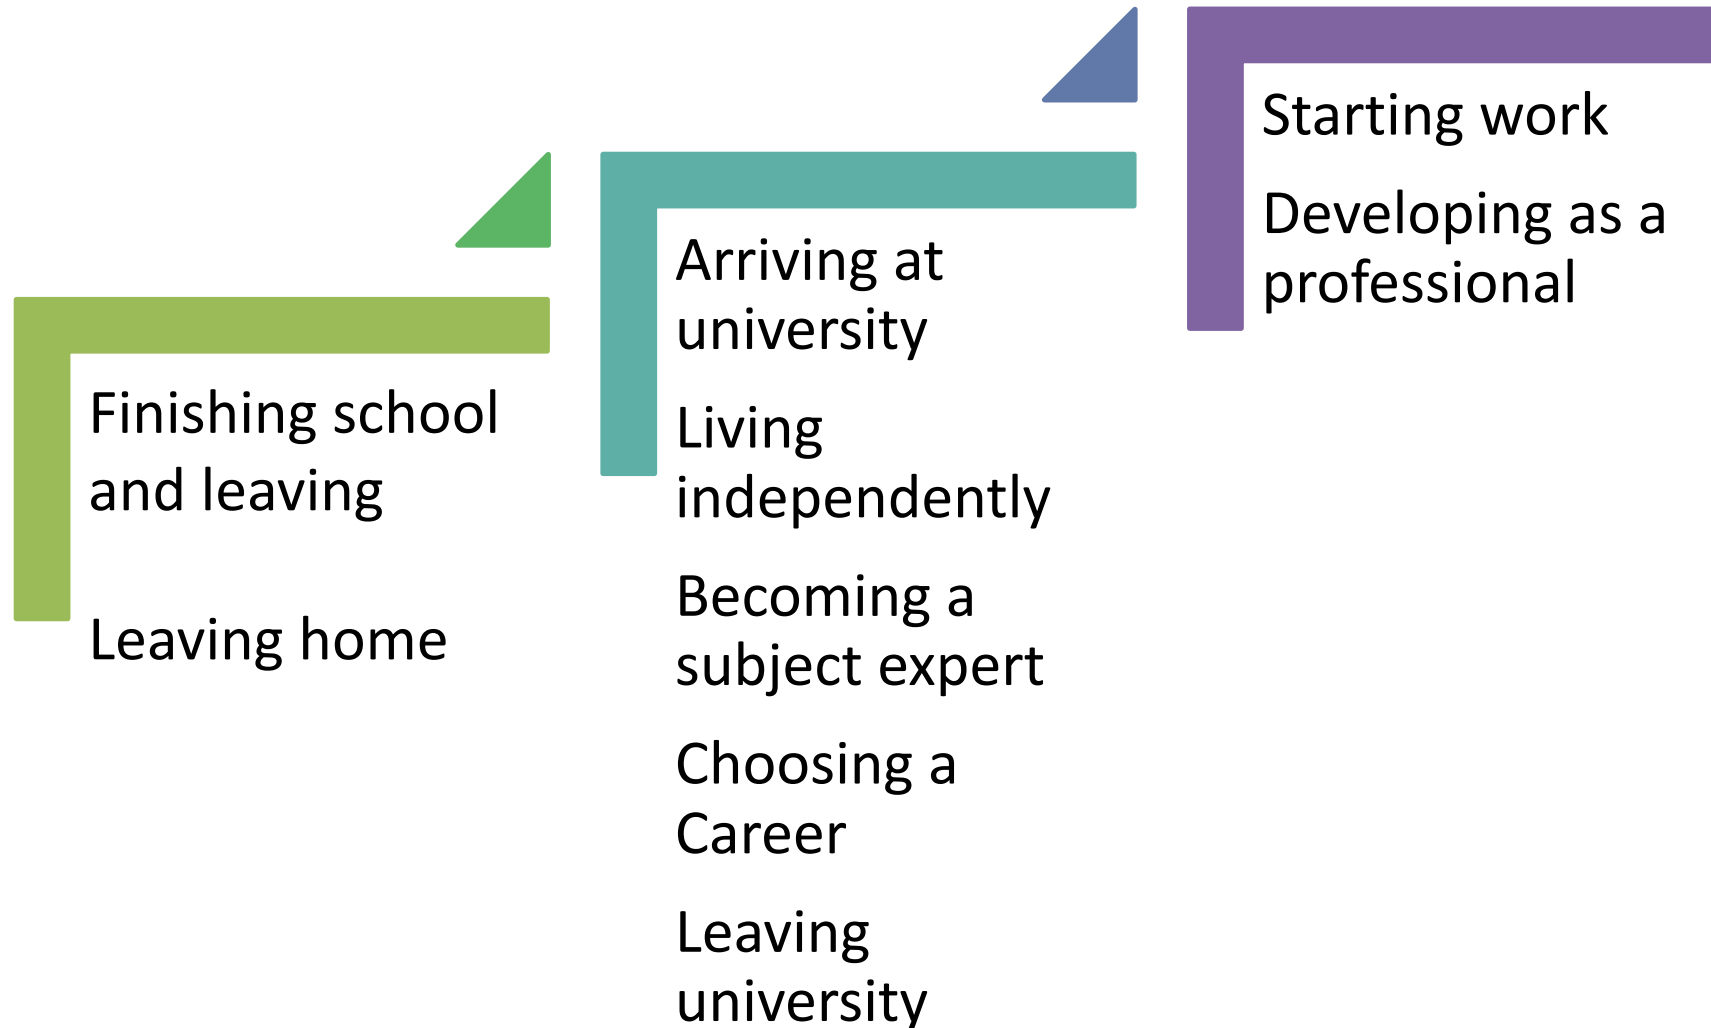 Finishing school
and leaving
Leaving home
Arriving at
university
Living
independently
Becoming a
subject expert
Choosing a
Career
Leaving
university
Starting work
Developing as a
professional